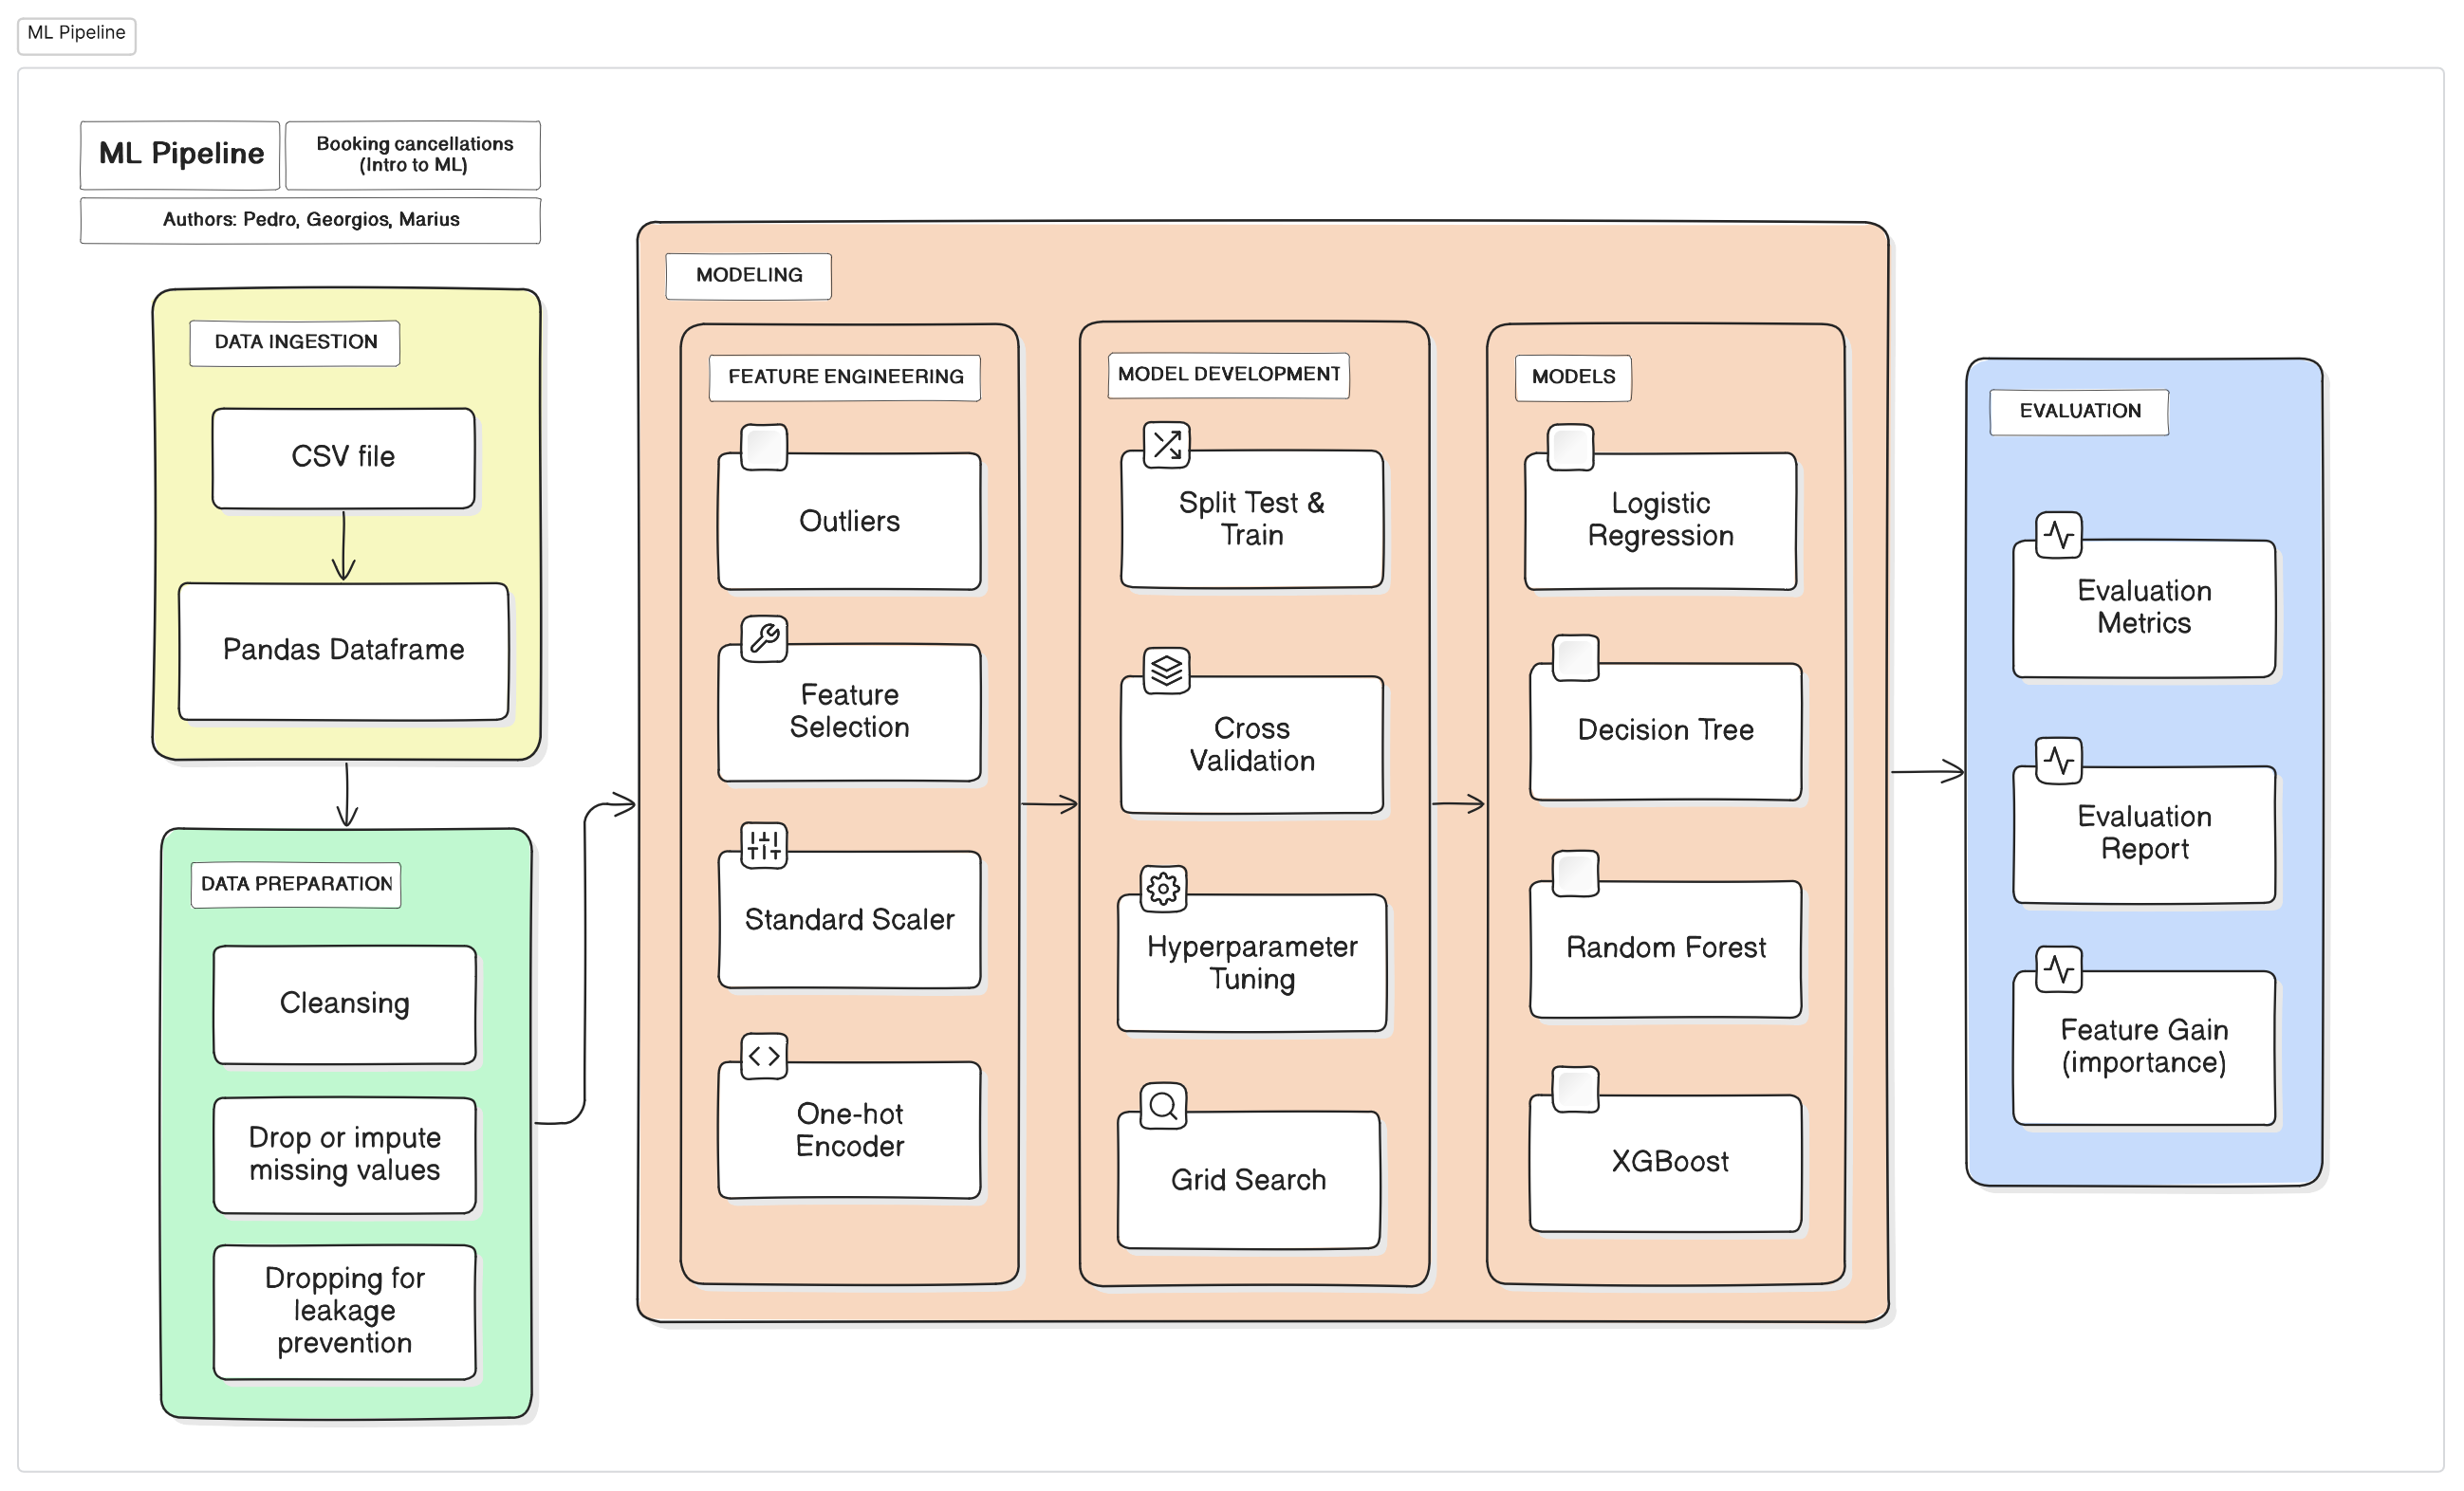 ML Pipeline
ML Pipeline
Booking cancellations
(Intro to ML)
Authors: Pedro, Georgios, Marius
DATA INGESTION
CSV file
Pandas Dataframe
DATA PREPARATION
Cleansing
Drop or impute
missing values
Dropping for
leakage
prevention
MODELING
FEATURE ENGINEERING
Outliers
Feature
Selection
Standard Scaler
One-hot
Encoder
MODEL DEVELOPMENT
Split Test &
Train
Cross
Validation
Hyperparameter
Tuning
Grid Search
MODELS
Logistic
Regression
Decision Tree
Random Forest
XGBoost
EVALUATION
Evaluation
Metrics
Evaluation
Report
Feature Gain
(importance)